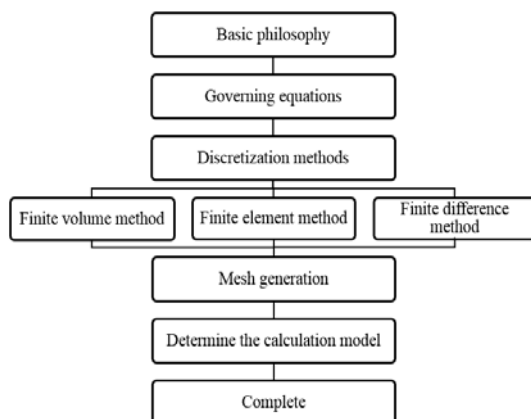 Basic philosophy
Governing equations
Discretization methods
Finite volume method
Finite element method
Finite difference
method
Mesh generation
Determine the calculation model
Complete